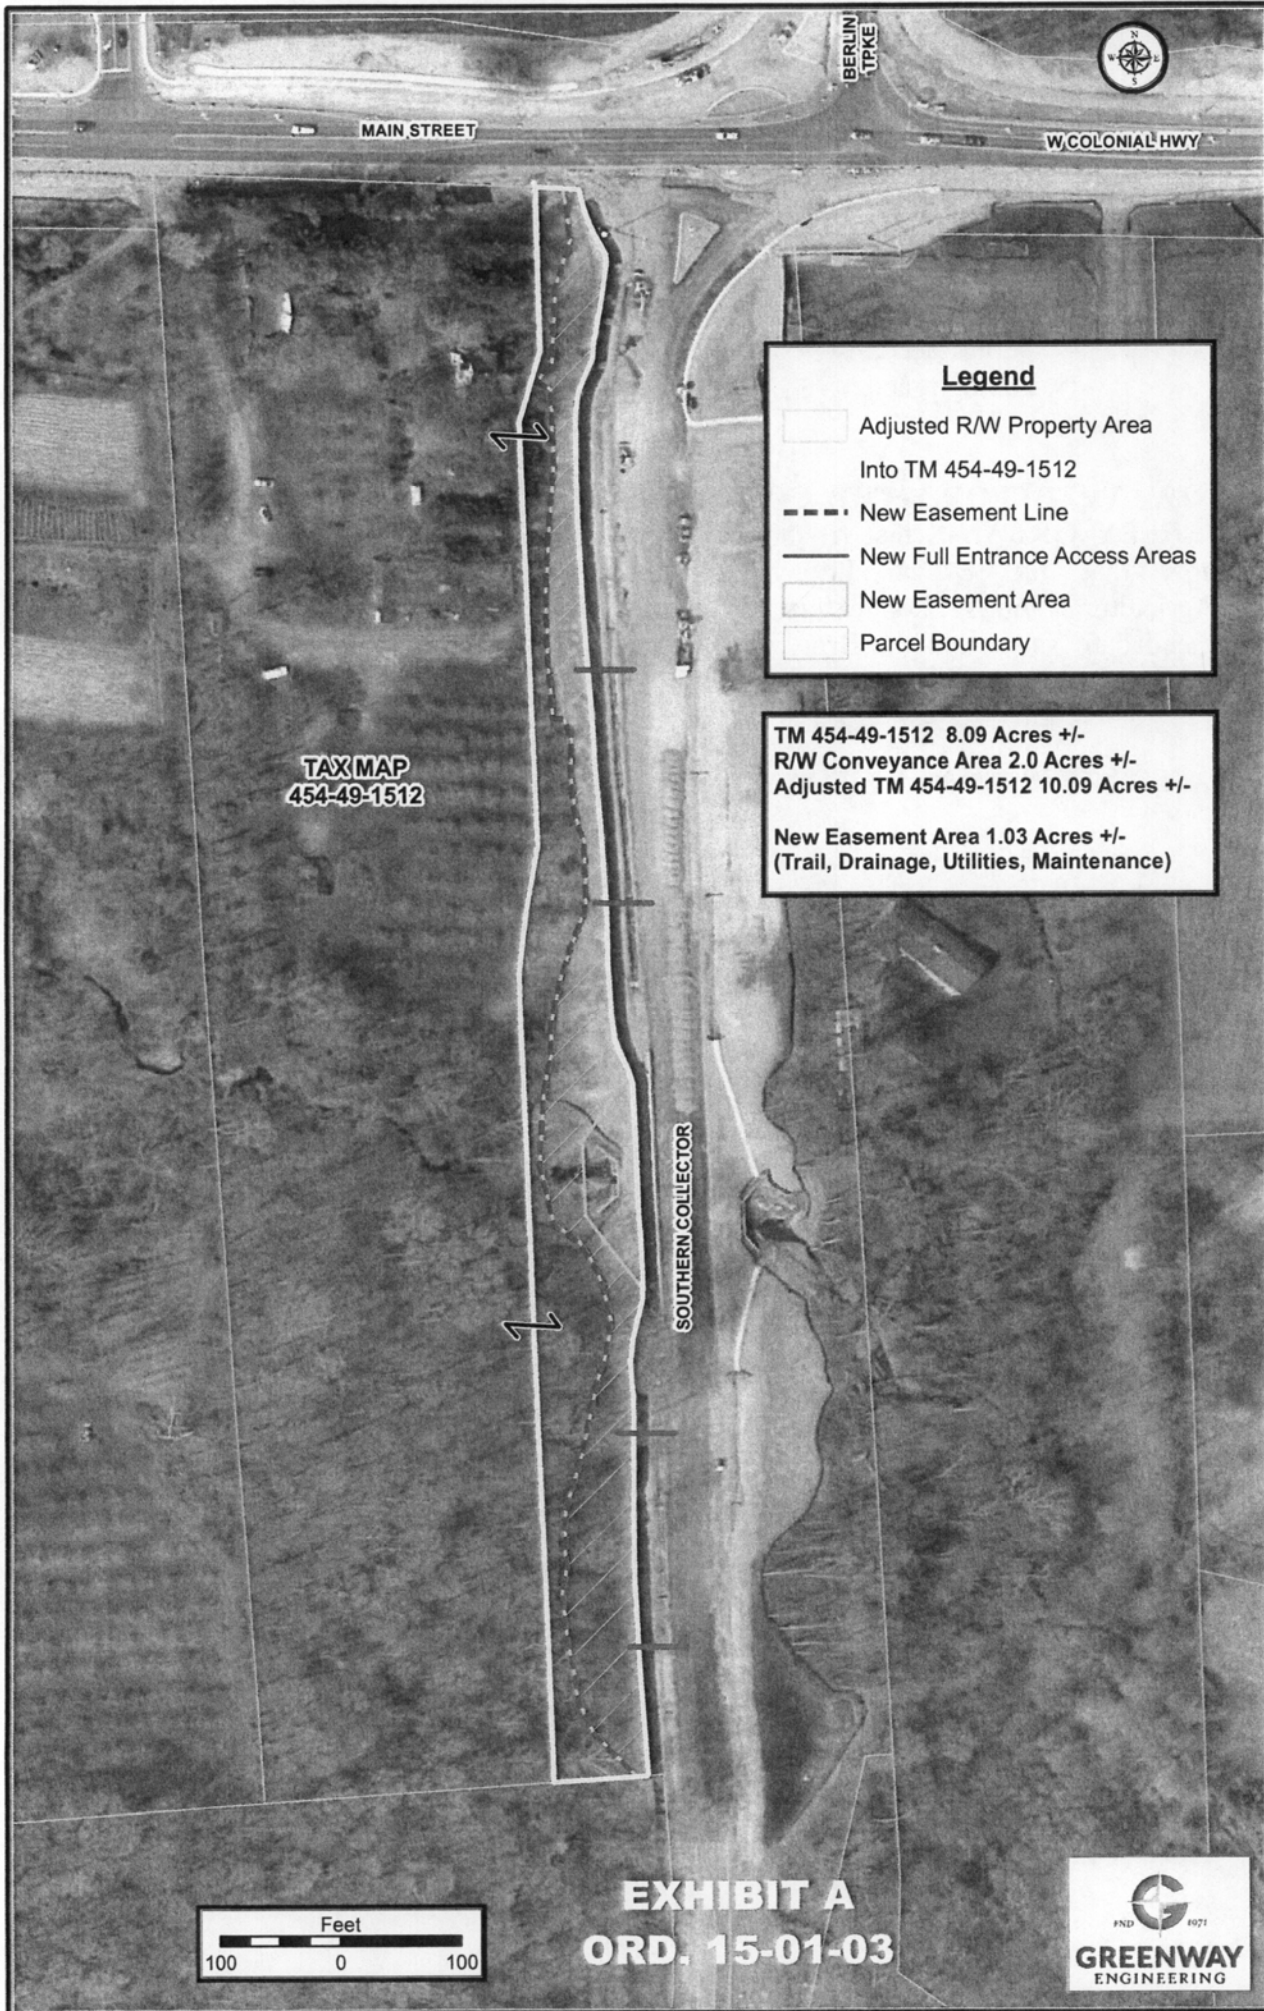 BERLIN
TPKE
N
W E
S
MAIN STREET
W COLONIAL HWY
Legend
Adjusted R/W Property Area
Into TM 454-49-1512
New Easement Line
New Full Entrance Access Areas
New Easement Area
Parcel Boundary
TM 454-49-1512 8.09 Acres +/-
R/W Conveyance Area 2.0 Acres +/-
Adjusted TM 454-49-1512 10.09 Acres +/-
New Easement Area 1.03 Acres +/-
(Trail, Drainage, Utilities, Maintenance)
TAX MAP
454-49-1512
SOUTHERN COLLECTOR
EXHIBIT A
ORD. 15-01-03
Feet
100 0 100
FND 1971
GREENWAY
ENGINEERING